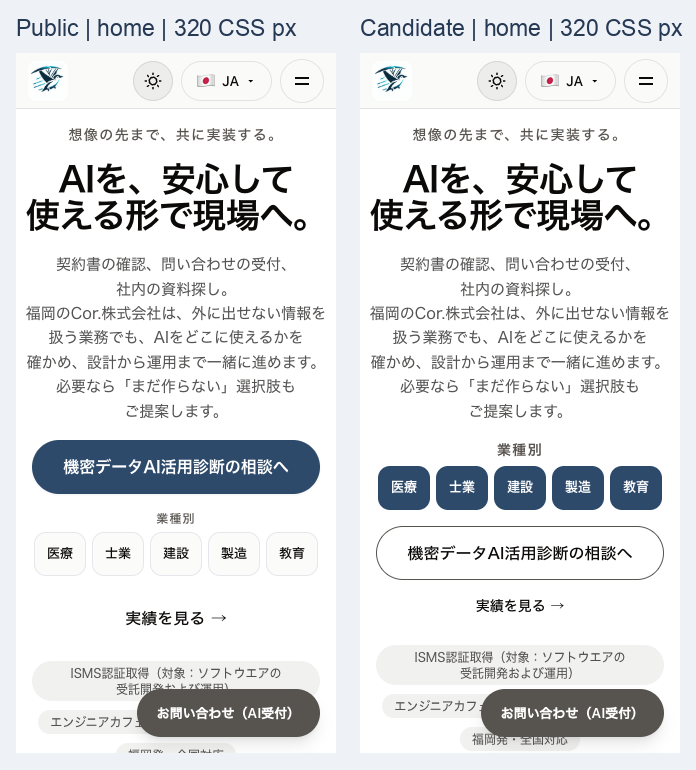 Public | home | 320 CSS px
JA
想像の先まで、共に実装する。
AIを、安心して
使える形で現場へ。
契約書の確認、問い合わせの受付、
社内の資料探し。
福岡のCor.株式会社は、外に出せない情報を
扱う業務でも、AIをどこに使えるかを
確かめ、設計から運用まで一緒に進めます。
必要なら「まだ作らない」選択肢も
ご提案します。
機密データAI活用診断の相談へ
業種別
医療 士業 建設 製造 教育
実績を見る →
ISMS認証取得（対象：ソフトウエアの
受託開発および運用）
エンジニアカフェ
お問い合わせ（AI受付）
福岡発・全国対応
Candidate | home | 320 CSS px
JA
想像の先まで、共に実装する。
AIを、安心して
使える形で現場へ。
契約書の確認、問い合わせの受付、
社内の資料探し。
福岡のCor.株式会社は、外に出せない情報を
扱う業務でも、AIをどこに使えるかを
確かめ、設計から運用まで一緒に進めます。
必要なら「まだ作らない」選択肢も
ご提案します。
業種別
医療 士業 建設 製造 教育
機密データAI活用診断の相談へ
実績を見る →
ISMS認証取得（対象：ソフトウエアの
受託開発および運用）
エンジニアカフェ
お問い合わせ（AI受付）
福岡発・全国対応